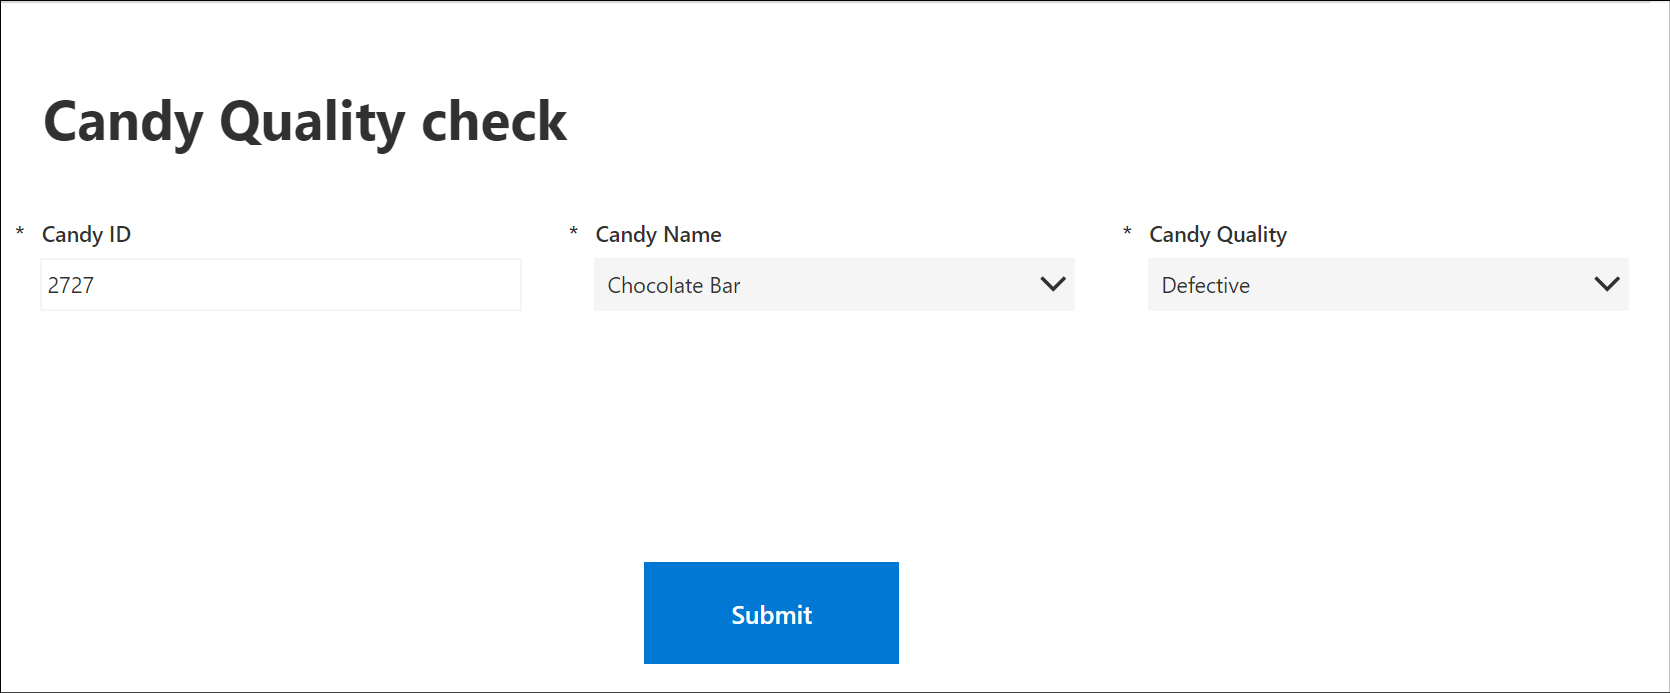 Candy Quality check
* Candy ID * Candy Name * Candy Quality
2727 Chocolate Bar Defective
Submit